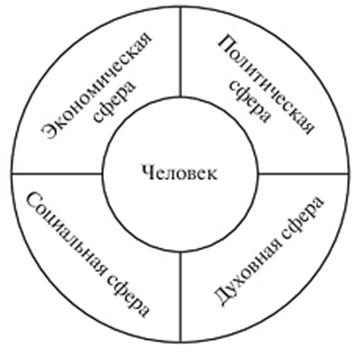 Экономическая
сфера
Политическая
сфера
Человек
Социальная сфера
Духовная сфера